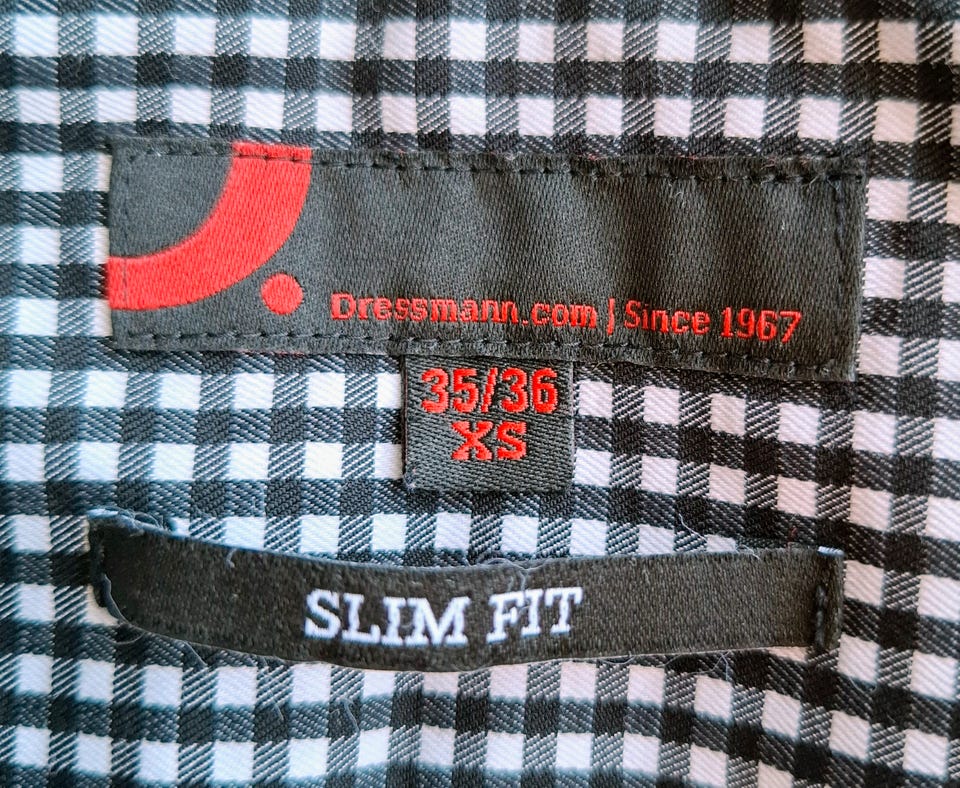 Dressmann.com | Since 1967
35/36
XS
SLIM FIT